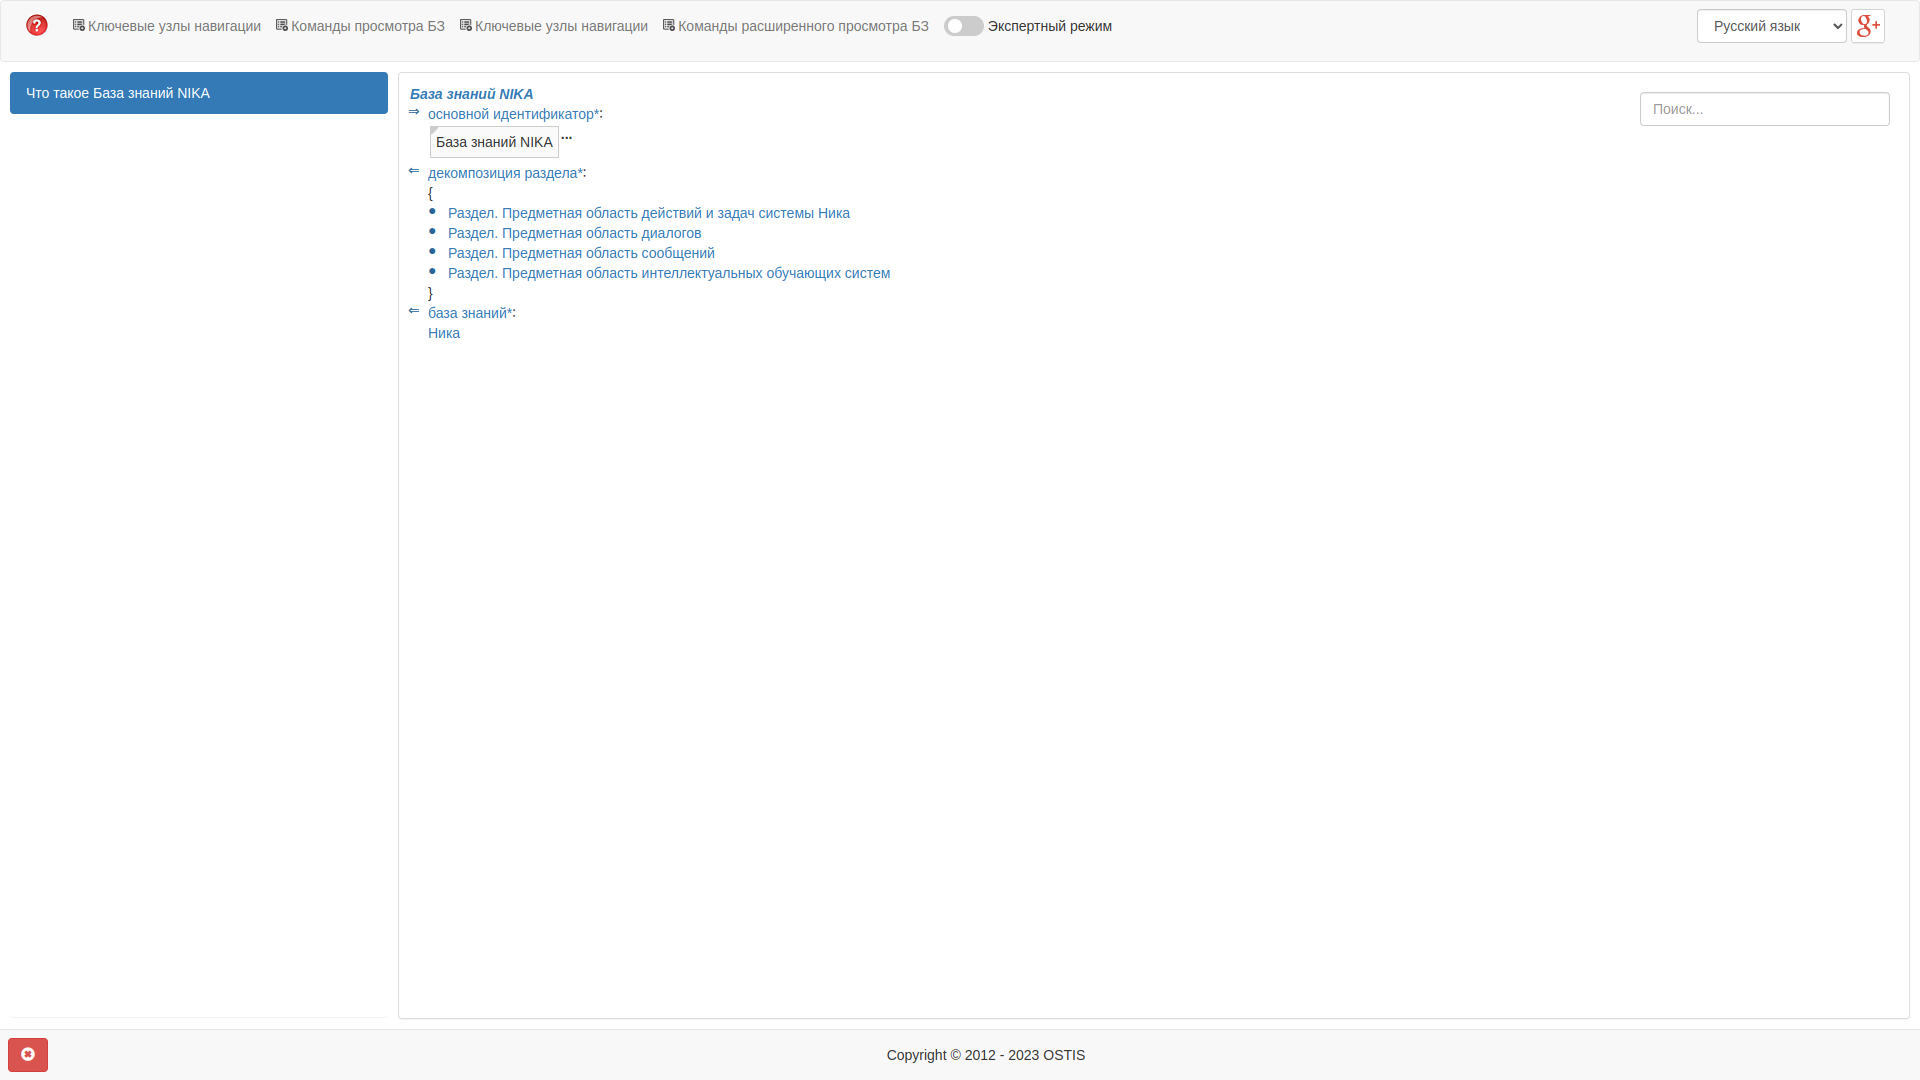 Ключевые узлы навигации Команды просмотра БЗ Ключевые узлы навигации Команды расширенного просмотра БЗ Экспертный режим Русский язык g+
Что такое База знаний NIKA
База знаний NIKA
Поиск...
⇒ основной идентификатор*:
База знаний NIKA ...
⇐ декомпозиция раздела*:
{
• Раздел. Предметная область действий и задач системы Ника
• Раздел. Предметная область диалогов
• Раздел. Предметная область сообщений
• Раздел. Предметная область интеллектуальных обучающих систем
}
⇐ база знаний*:
Ника
Copyright © 2012 - 2023 OSTIS